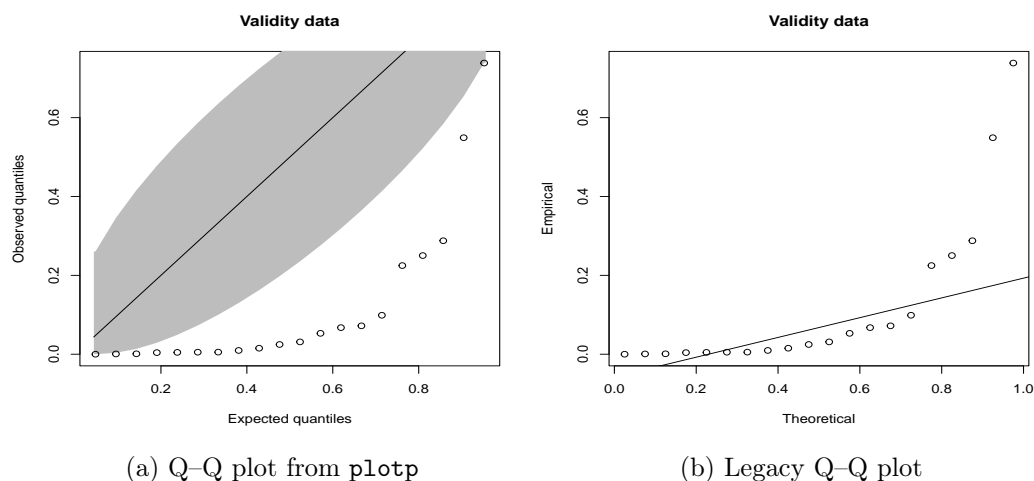 Validity data
Observed quantiles
0.0 0.2 0.4 0.6
0.2 0.4 0.6 0.8
Expected quantiles
(a) Q–Q plot from plotp
Validity data
Empirical
0.0 0.2 0.4 0.6
0.0 0.2 0.4 0.6 0.8 1.0
Theoretical
(b) Legacy Q–Q plot